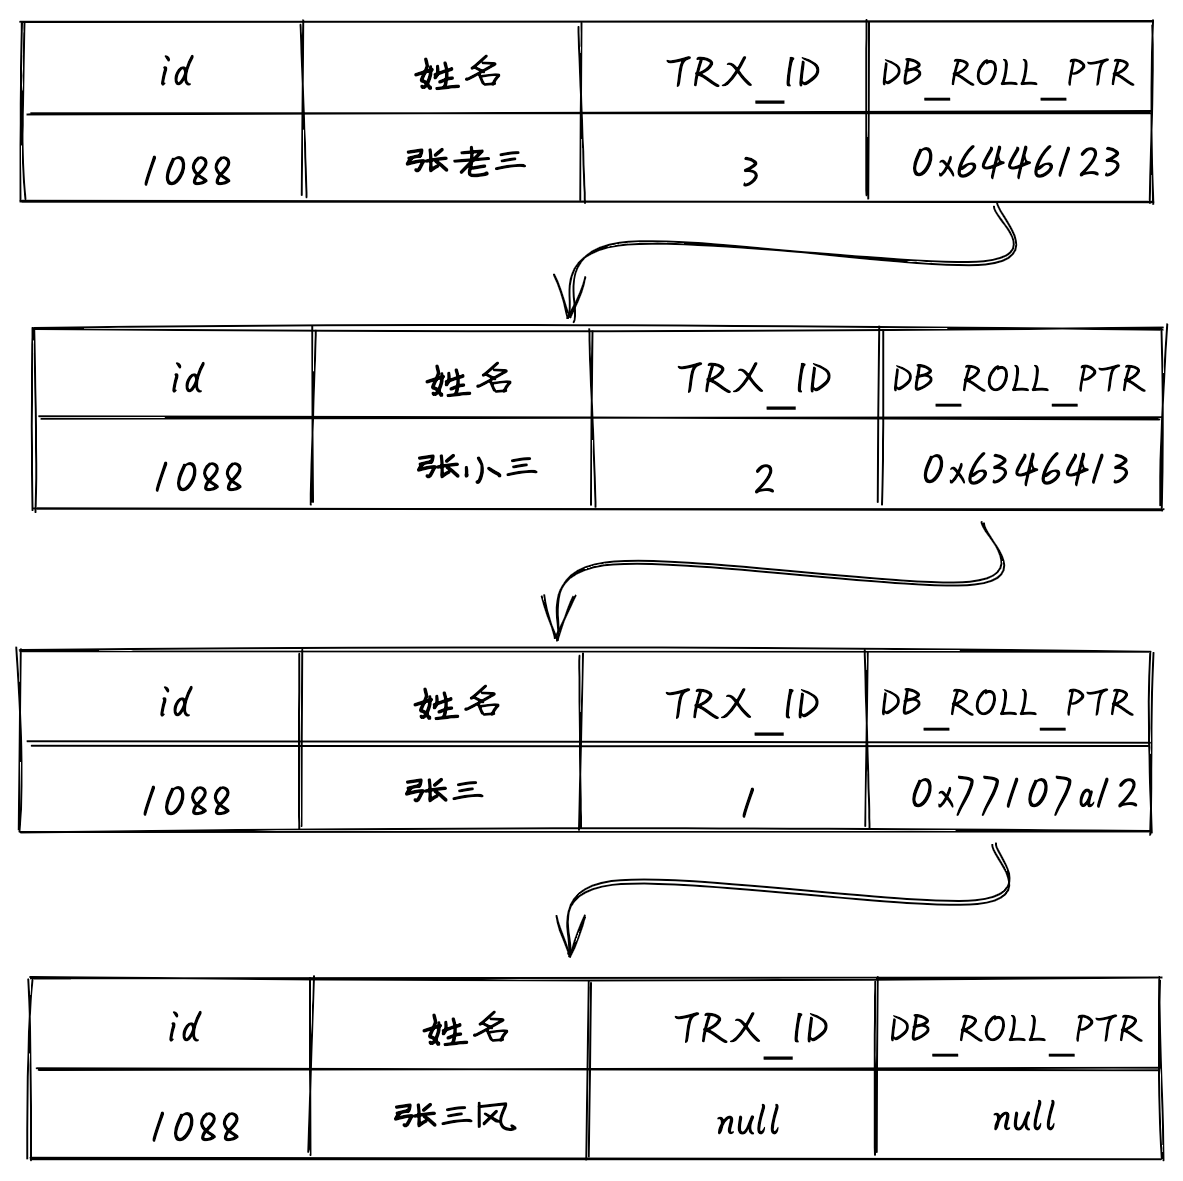 id 姓名 TRX_ID DB_ROLL_PTR
1088 张老三 3 0x6446123
id 姓名 TRX_ID DB_ROLL_PTR
1088 张小三 2 0x6346413
id 姓名 TRX_ID DB_ROLL_PTR
1088 张三 1 0x77107a12
id 姓名 TRX_ID DB_ROLL_PTR
1088 张三风 null null